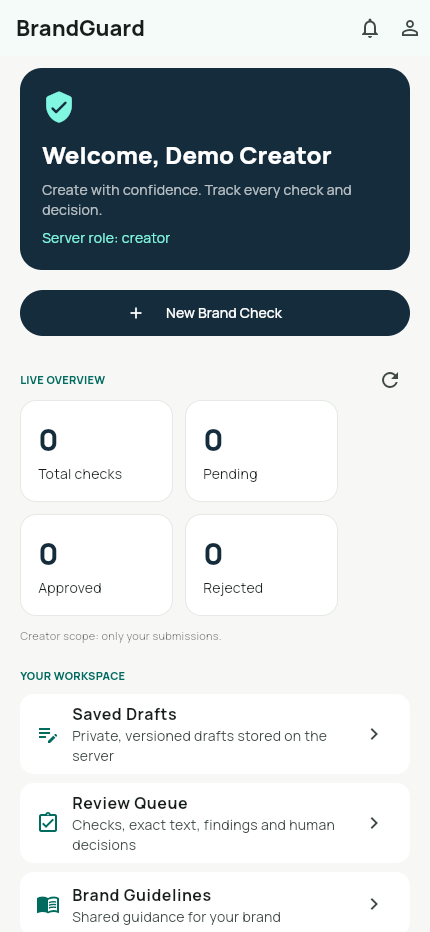 BrandGuard
Welcome, Demo Creator
Create with confidence. Track every check and
decision.
Server role: creator
+ New Brand Check
LIVE OVERVIEW
0
Total checks
0
Pending
0
Approved
0
Rejected
Creator scope: only your submissions.
YOUR WORKSPACE
Saved Drafts
Private, versioned drafts stored on the
server
Review Queue
Checks, exact text, findings and human
decisions
Brand Guidelines
Shared guidance for your brand